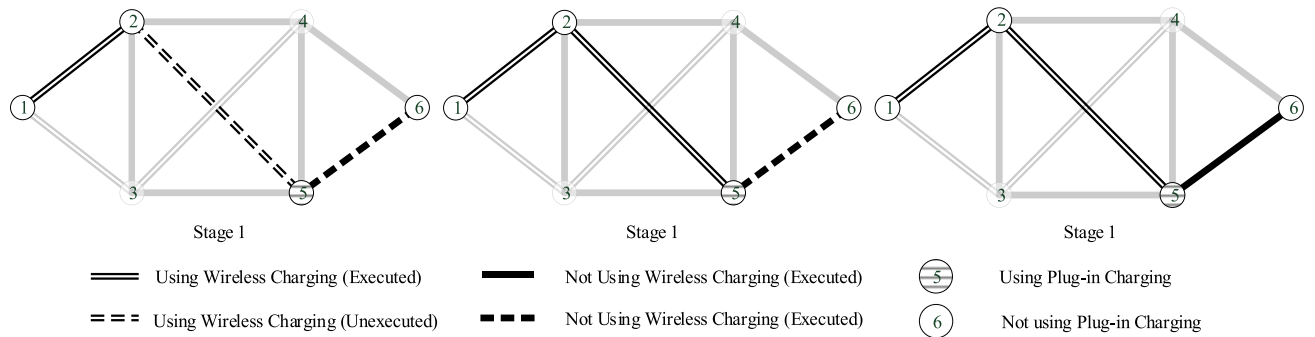 2 4 2 4 2 4
1 6 1 6 1 6
3 5 3 5 3 5
Stage 1 Stage 1 Stage 1
Using Wireless Charging (Executed) Not Using Wireless Charging (Executed) 5 Using Plug-in Charging
Using Wireless Charging (Unexecuted) Not Using Wireless Charging (Executed) 6 Not using Plug-in Charging